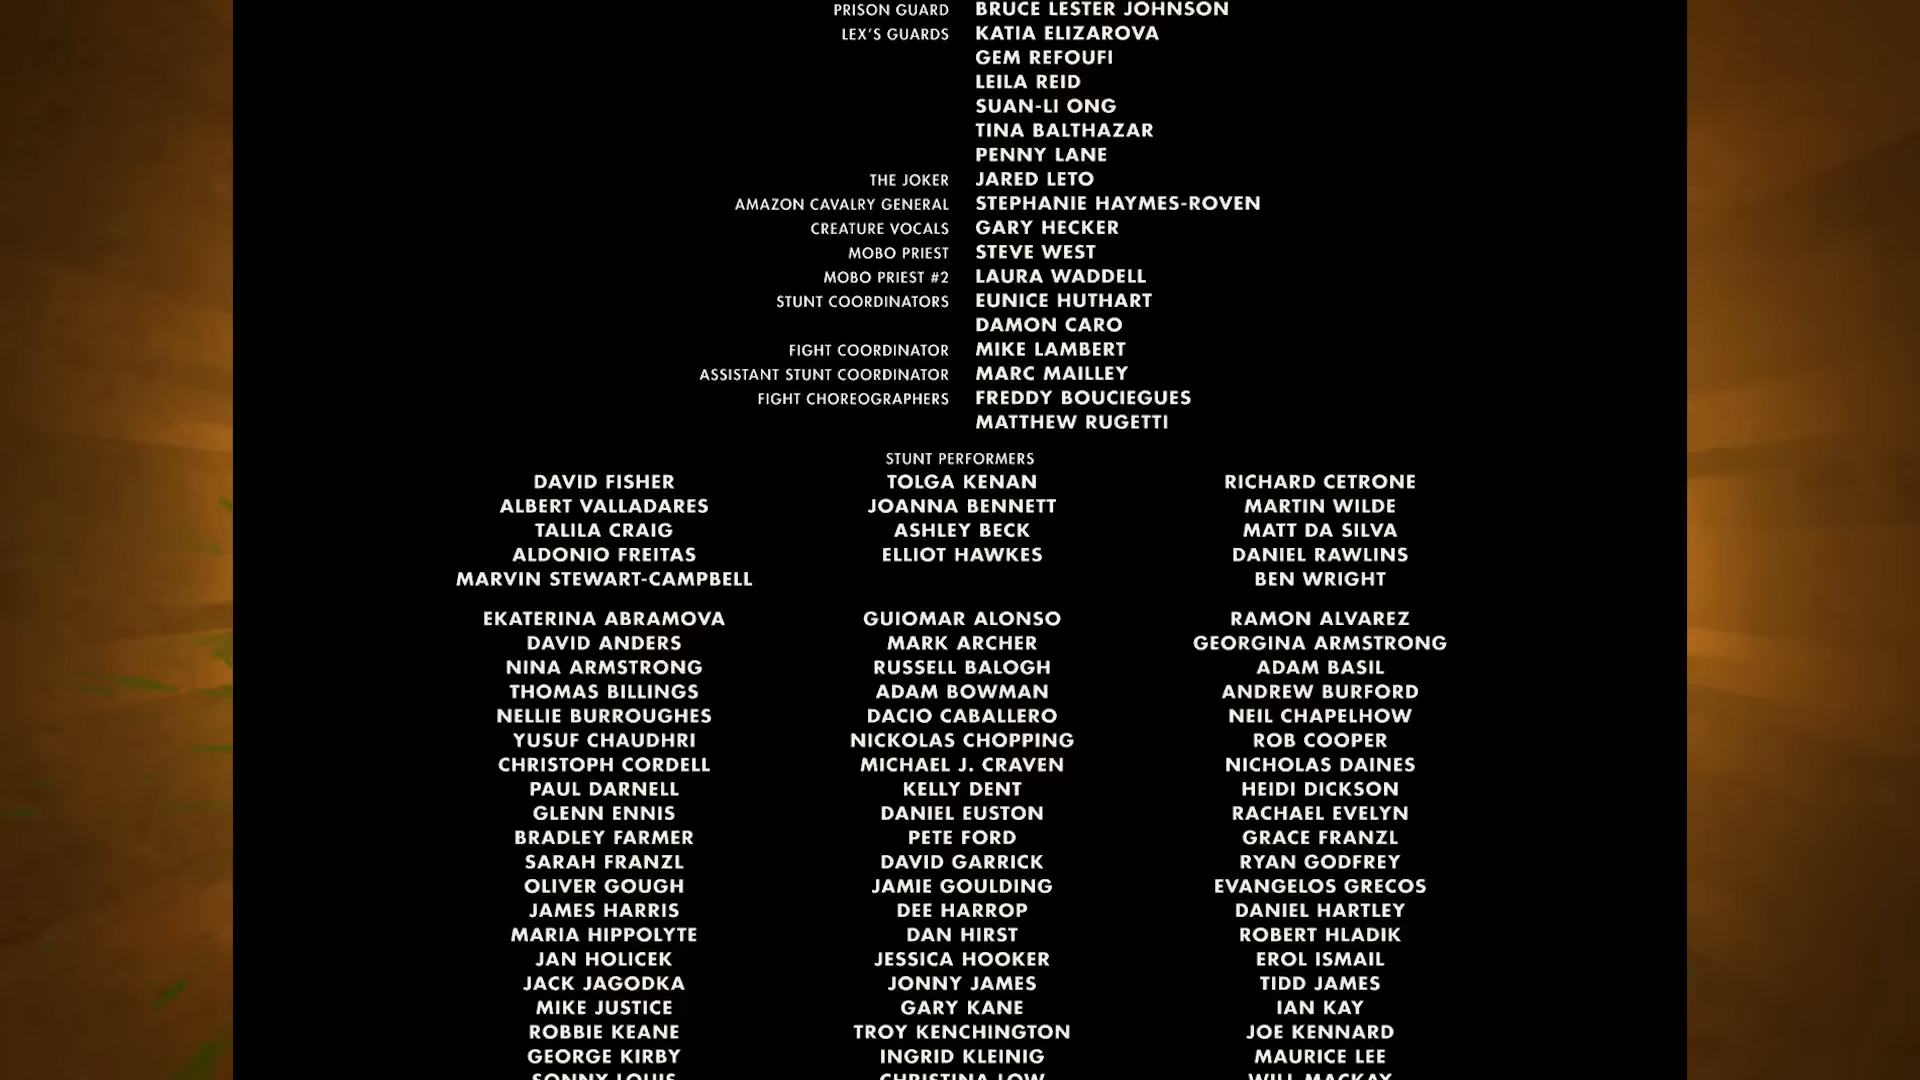 PRISON GUARD BRUCE LESTER JOHNSON
LEX'S GUARDS KATIA ELIZAROVA
GEM REFOUFI
LEILA REID
SUAN-LI ONG
TINA BALTHAZAR
PENNY LANE
THE JOKER JARED LETO
AMAZON CAVALRY GENERAL STEPHANIE HAYMES-ROVEN
CREATURE VOCALS GARY HECKER
MOBO PRIEST STEVE WEST
MOBO PRIEST #2 LAURA WADDELL
STUNT COORDINATORS EUNICE HUTHART
DAMON CARO
FIGHT COORDINATOR MIKE LAMBERT
ASSISTANT STUNT COORDINATOR MARC MAILLEY
FIGHT CHOREOGRAPHERS FREDDY BOUCIEGUES
MATTHEW RUGETTI
STUNT PERFORMERS
DAVID FISHER TOLGA KENAN RICHARD CETRONE
ALBERT VALLADARES JOANNA BENNETT MARTIN WILDE
TALILA CRAIG ASHLEY BECK MATT DA SILVA
ALDONIO FREITAS ELLIOT HAWKES DANIEL RAWLINS
MARVIN STEWART-CAMPBELL BEN WRIGHT
EKATERINA ABRAMOVA GUIOMAR ALONSO RAMON ALVAREZ
DAVID ANDERS MARK ARCHER GEORGINA ARMSTRONG
NINA ARMSTRONG RUSSELL BALOGH ADAM BASIL
THOMAS BILLINGS ADAM BOWMAN ANDREW BURFORD
NELLIE BURROUGHES DACIO CABALLERO NEIL CHAPELHOW
YUSUF CHAUDHRI NICKOLAS CHOPPING ROB COOPER
CHRISTOPH CORDELL MICHAEL J. CRAVEN NICHOLAS DAINES
PAUL DARNELL KELLY DENT HEIDI DICKSON
GLENN ENNIS DANIEL EUSTON RACHAEL EVELYN
BRADLEY FARMER PETE FORD GRACE FRANZL
SARAH FRANZL DAVID GARRICK RYAN GODFREY
OLIVER GOUGH JAMIE GOULDING EVANGELOS GRECOS
JAMES HARRIS DEE HARROP DANIEL HARTLEY
MARIA HIPPOLYTE DAN HIRST ROBERT HLADIK
JAN HOLICEK JESSICA HOOKER EROL ISMAIL
JACK JAGODKA JONNY JAMES TIDD JAMES
MIKE JUSTICE GARY KANE IAN KAY
ROBBIE KEANE TROY KENCHINGTON JOE KENNARD
GEORGE KIRBY INGRID KLEINIG MAURICE LEE
SONNY LOUIS CHRISTINA LOW WILL MACKAY